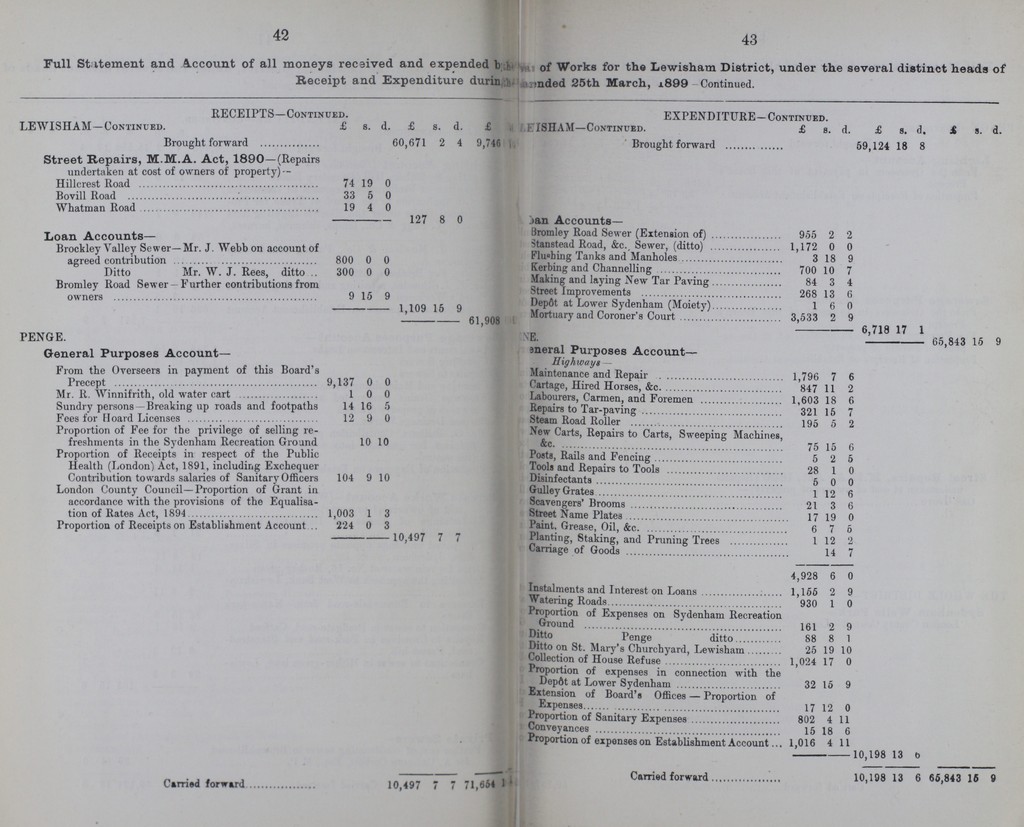 42
Full Statement and Account of all moneys received and expended
Receipt and Expenditure
RECEIPTS—CONTINUED.
LEWISHAM—CONTINUED. £ s. d. £ s. d. £
Brought forward ............... 60,671 2 4 9,746
Street Repairs, M.M.A. Act, 1890—(Repairs
undertaken at cost of owners of property)—
Hillcrest Road ............... 74 19 0
Bovill Road ............... 33 5 0
Whatman Road ............... 19 4 0
127 8 0
Loan Accounts—
Brockley Valley Sewer—Mr. J. Webb on account of
agreed contribution ............... 800 0 0
Ditto Mr. W. J. Rees, ditto .. 300 0 0
Bromley Road Sewer—Further contributions from
owners ............... 9 15 9
1,109 15 9
61,908
PENGE.
General Purposes Account—
From the Overseers in payment of this Board's
Precept ............... 9,137 0 0
Mr. R. Winnifrith, old water cart ............... 1 0 0
Sundry persons—Breaking up roads and footpaths 14 16 5
Fees for Hoard Licenses ............... 12 9 0
Proportion of Fee for the privilege of selling re-
freshments in the Sydenham Recreation Ground 10 10
Proportion of Receipts in respect of the Public
Health (London) Act, 1891, including Exchequer
Contribution towards salaries of Sanitary Officers 104 9 10
London County Council—Proportion of Grant in
accordance with the provisions of the Equalisa-
tion of Rates Act, 1894 ............... 1,003 1 3
Proportion of Receipts on Establishment Account .. 224 0 3
10,497 7 7
Carried forward ............... 10,497 7 7 71,654
43
of Works for the Lewisham District, under the several distinct heads of
ended 25th March, 1899—Continued.
EXPENDITURE—CONTINUED.
EISHAM—CONTINUED. £ s. d. £ s. d. £ s. d.
Brought forward ............... 59,124 18 8
an Accounts—
Bromley Road Sewer (Extension of) ............... 955 2 2
Stanstead Road, &c. Sewer, (ditto) ............... 1,172 0 0
Flushing Tanks and Manholes ............... 3 18 9
Kerbing and Channelling ............... 700 10 7
Making and laying New Tar Paving ............... 84 3 4
Street Improvements ............... 268 13 6
Depôt at Lower Sydenham (Moiety) ............... 1 6 0
Mortuary and Coroner's Court ............... 3,533 2 9
6,718 17 1
65,843 15 9.
E.
eneral Purposes Account—
Highways—
Maintenance and Repair ............... 1,796 7 6
Cartage, Hired Horses, &c. ............... 847 11 2
Labourers, Carmen, and Foremen ............... 1,603 18 6
Repairs to Tar-paving ............... 321 15 7
Steam Road Roller ............... 195 5 2
New Carts, Repairs to Carts, Sweeping Machines,
&c. ............... 75 15 6
Posts, Rails and Fencing ............... 5 2 5
Tools and Repairs to Tools ............... 28 1 0
Disinfectants ............... 5 0 0
Gulley Grates ............... 1 12 6
Scavengers' Brooms ............... 21 3 6
Street Name Plates ............... 17 19 0
Paint, Grease, Oil, &c. ............... 6 7 5
Planting, Staking, and Pruning Trees ............... 1 12 2
Carriage of Goods ............... 14 7
4,928 6 0
Instalments and Interest on Loans ............... 1,155 2 9
Watering Roads ............... 930 1 0
Proportion of Expenses on Sydenham Recreation
Ground ............... 161 2 9
Ditto Penge ditto ............ 88 8 1
Ditto on St. Mary's Churchyard, Lewisham ......... 25 19 10
Collection of House Refuse ............... 1,024 17 0
Proportion of expenses in connection with the
Depôt at Lower Sydenham ............... 32 15 9
Extension of Board's Offices—Proportion of
Expenses ............... 17 12 0
Proportion of Sanitary Expenses ............... 802 4 11
Conveyances ............... 15 18 6
Proportion of expenses on Establishment Account ... 1,016 4 11
10,198 13 6
Carried forward ............... 10,198 13 6 65,843 15 9